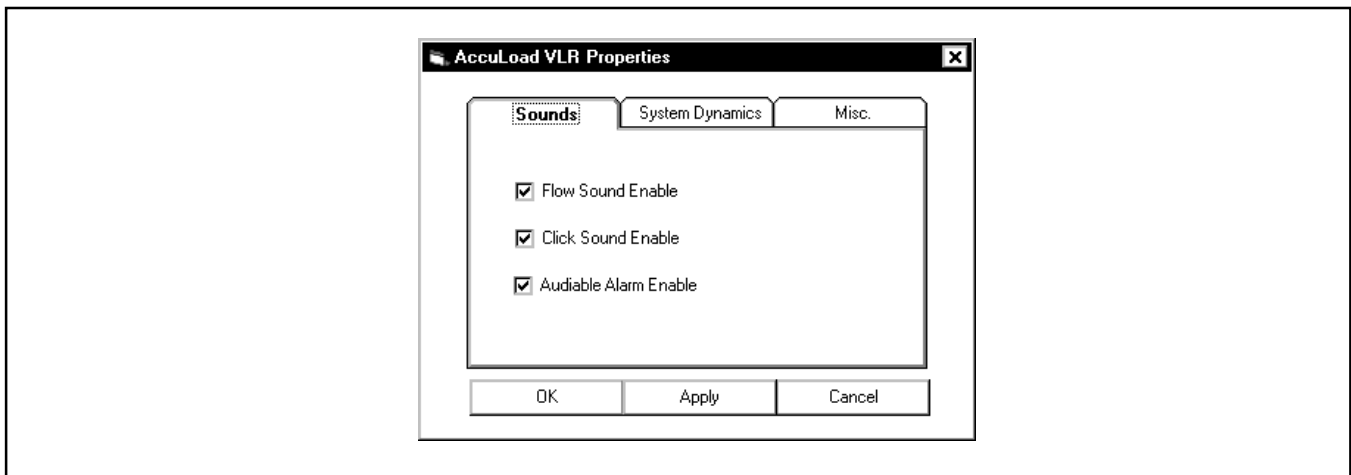 AccuLoad VLR Properties
Sounds System Dynamics Misc.
Flow Sound Enable
Click Sound Enable
Audiable Alarm Enable
OK Apply Cancel